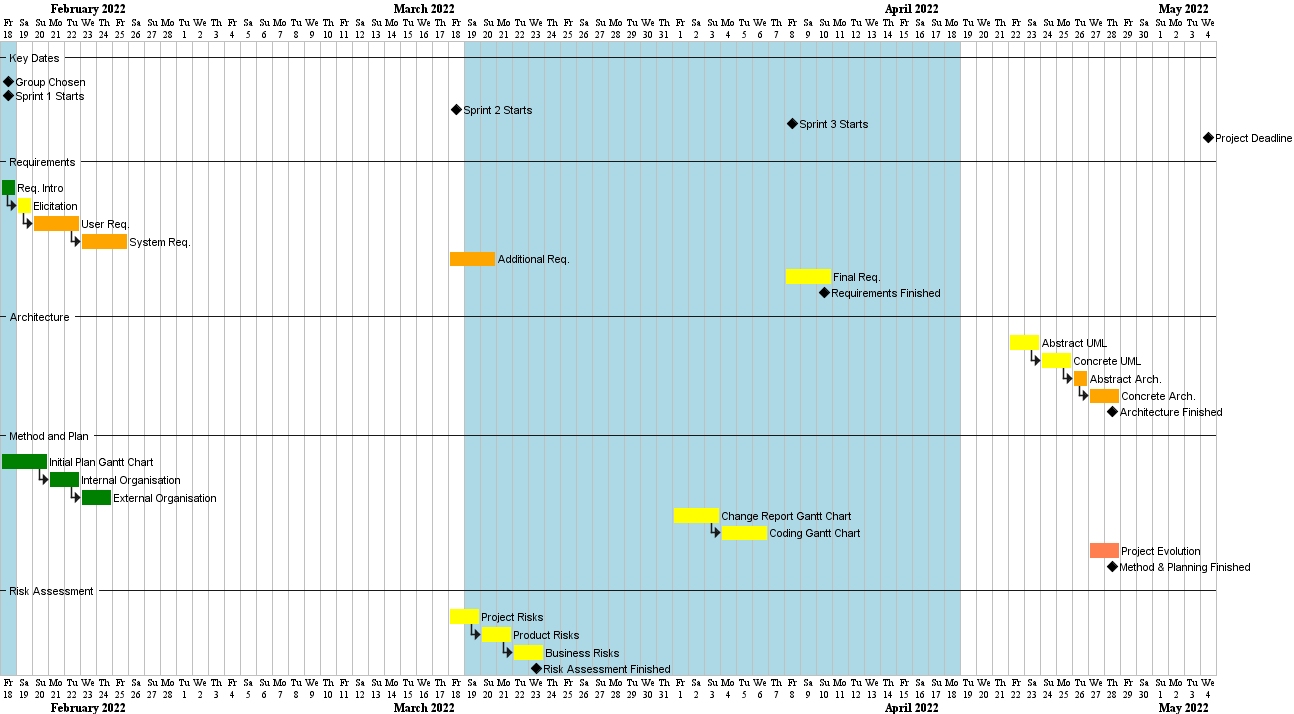 February 2022 March 2022 April 2022 May 2022
Fr Sa Su Mo Tu We Th Fr Sa Su Mo Tu We Th Fr Sa Su Mo Tu We Th Fr Sa Su Mo Tu We Th Fr Sa Su Mo Tu We Th Fr Sa Su Mo Tu We Th Fr Sa Su Mo Tu We Th Fr Sa Su Mo Tu We Th Fr Sa Su Mo Tu We Th Fr Sa Su Mo Tu We Th Fr Sa Su Mo Tu We
18 19 20 21 22 23 24 25 26 27 28 1 2 3 4 5 6 7 8 9 10 11 12 13 14 15 16 17 18 19 20 21 22 23 24 25 26 27 28 29 30 31 1 2 3 4 5 6 7 8 9 10 11 12 13 14 15 16 17 18 19 20 21 22 23 24 25 26 27 28 29 30 1 2 3 4
Key Dates
Group Chosen
Sprint 1 Starts
Sprint 2 Starts
Sprint 3 Starts
Project Deadline
Requirements
Req. Intro
Elicitation
User Req.
System Req.
Additional Req.
Final Req.
Requirements Finished
Architecture
Abstract UML
Concrete UML
Abstract Arch.
Concrete Arch.
Architecture Finished
Method and Plan
Initial Plan Gantt Chart
Internal Organisation
External Organisation
Change Report Gantt Chart
Coding Gantt Chart
Project Evolution
Method & Planning Finished
Risk Assessment
Project Risks
Product Risks
Business Risks
Risk Assessment Finished
Fr Sa Su Mo Tu We Th Fr Sa Su Mo Tu We Th Fr Sa Su Mo Tu We Th Fr Sa Su Mo Tu We Th Fr Sa Su Mo Tu We Th Fr Sa Su Mo Tu We Th Fr Sa Su Mo Tu We Th Fr Sa Su Mo Tu We Th Fr Sa Su Mo Tu We Th Fr Sa Su Mo Tu We Th Fr Sa Su Mo Tu We
18 19 20 21 22 23 24 25 26 27 28 1 2 3 4 5 6 7 8 9 10 11 12 13 14 15 16 17 18 19 20 21 22 23 24 25 26 27 28 29 30 31 1 2 3 4 5 6 7 8 9 10 11 12 13 14 15 16 17 18 19 20 21 22 23 24 25 26 27 28 29 30 1 2 3 4
February 2022 March 2022 April 2022 May 2022